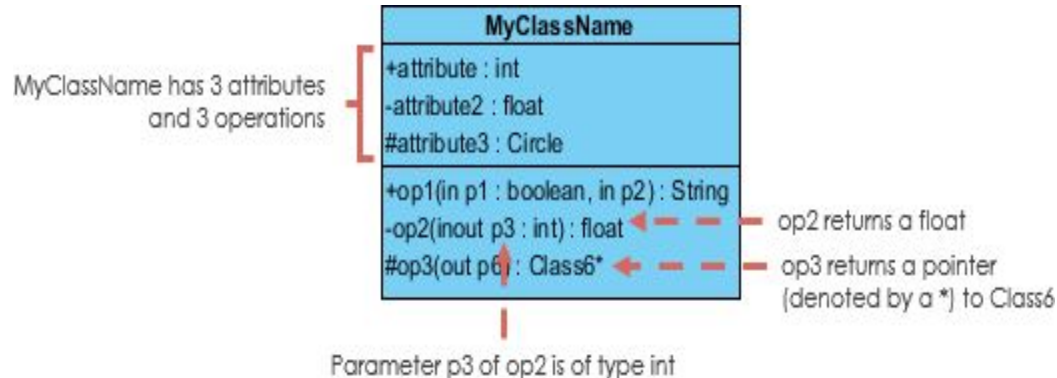 MyClassName
MyClassName has 3 attributes
and 3 operations
+attribute : int
-attribute2 : float
#attribute3 : Circle
+op1(in p1 : boolean, in p2) : String
-op2(inout p3 : int) : float
#op3(out p6) : Class6*
op2 returns a float
op3 returns a pointer
(denoted by a *) to Class6
Parameter p3 of op2 is of type int